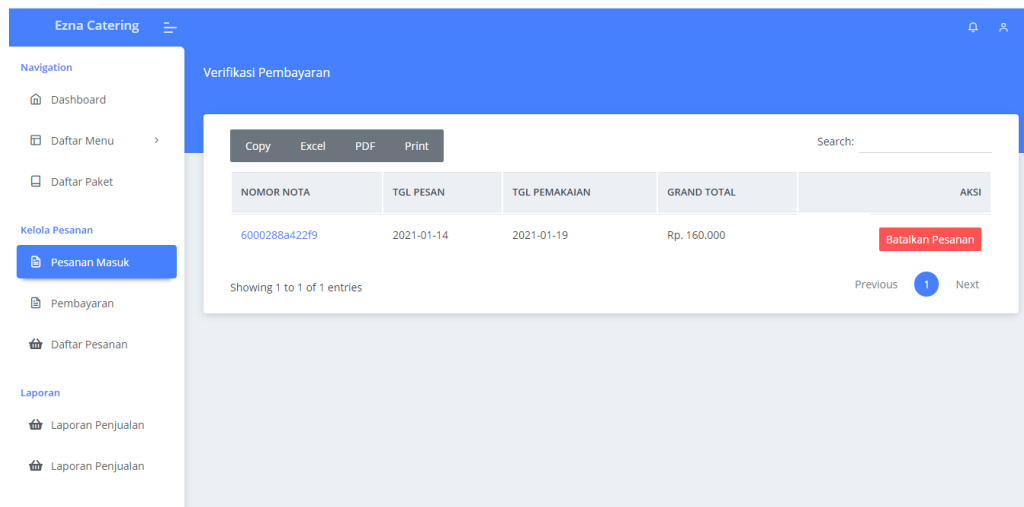 Ezna Catering
Navigation
Dashboard
Daftar Menu
Daftar Paket
Kelola Pesanan
Pesanan Masuk
Pembayaran
Daftar Pesanan
Laporan
Laporan Penjualan
Laporan Penjualan
Verifikasi Pembayaran
Copy Excel PDF Print
Search:
NOMOR NOTA TGL PESAN TGL PEMAKAIAN GRAND TOTAL AKSI
6000288a422f9 2021-01-14 2021-01-19 Rp. 160.000 Batalkan Pesanan
Showing 1 to 1 of 1 entries
Previous 1 Next